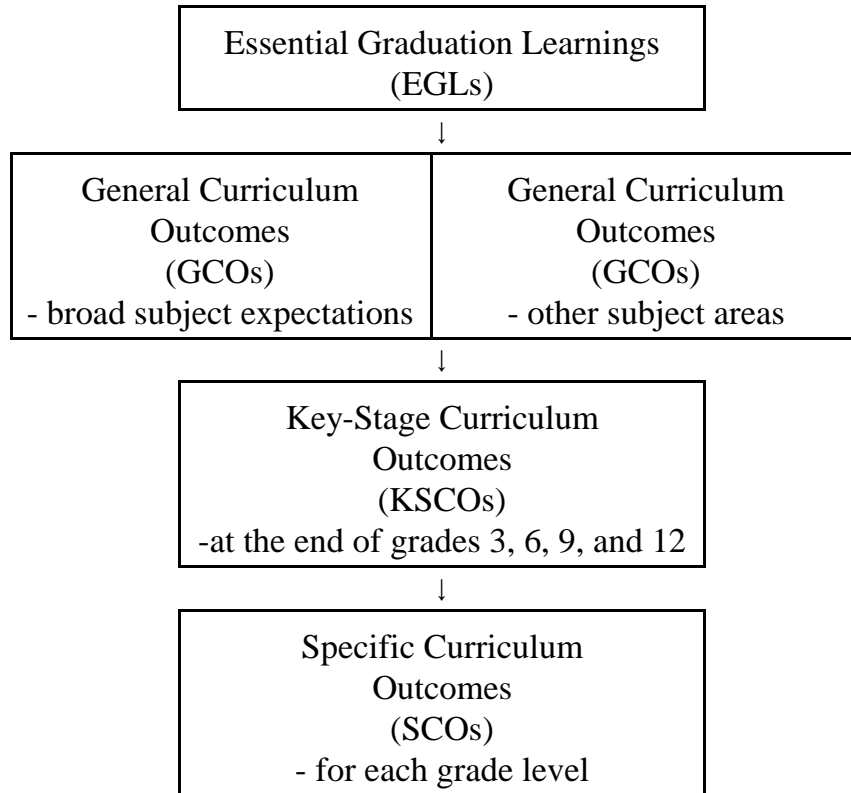 Essential Graduation Learnings
(EGLs)
↓
General Curriculum
Outcomes
(GCOs)
- broad subject expectations
General Curriculum
Outcomes
(GCOs)
- other subject areas
↓
Key-Stage Curriculum
Outcomes
(KSCOs)
-at the end of grades 3, 6, 9, and 12
↓
Specific Curriculum
Outcomes
(SCOs)
- for each grade level